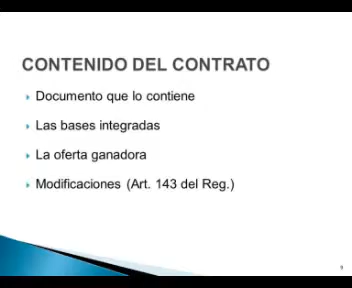 CONTENIDO DEL CONTRATO
Documento que lo contiene
Las bases integradas
La oferta ganadora
Modificaciones (Art. 143 del Reg.)